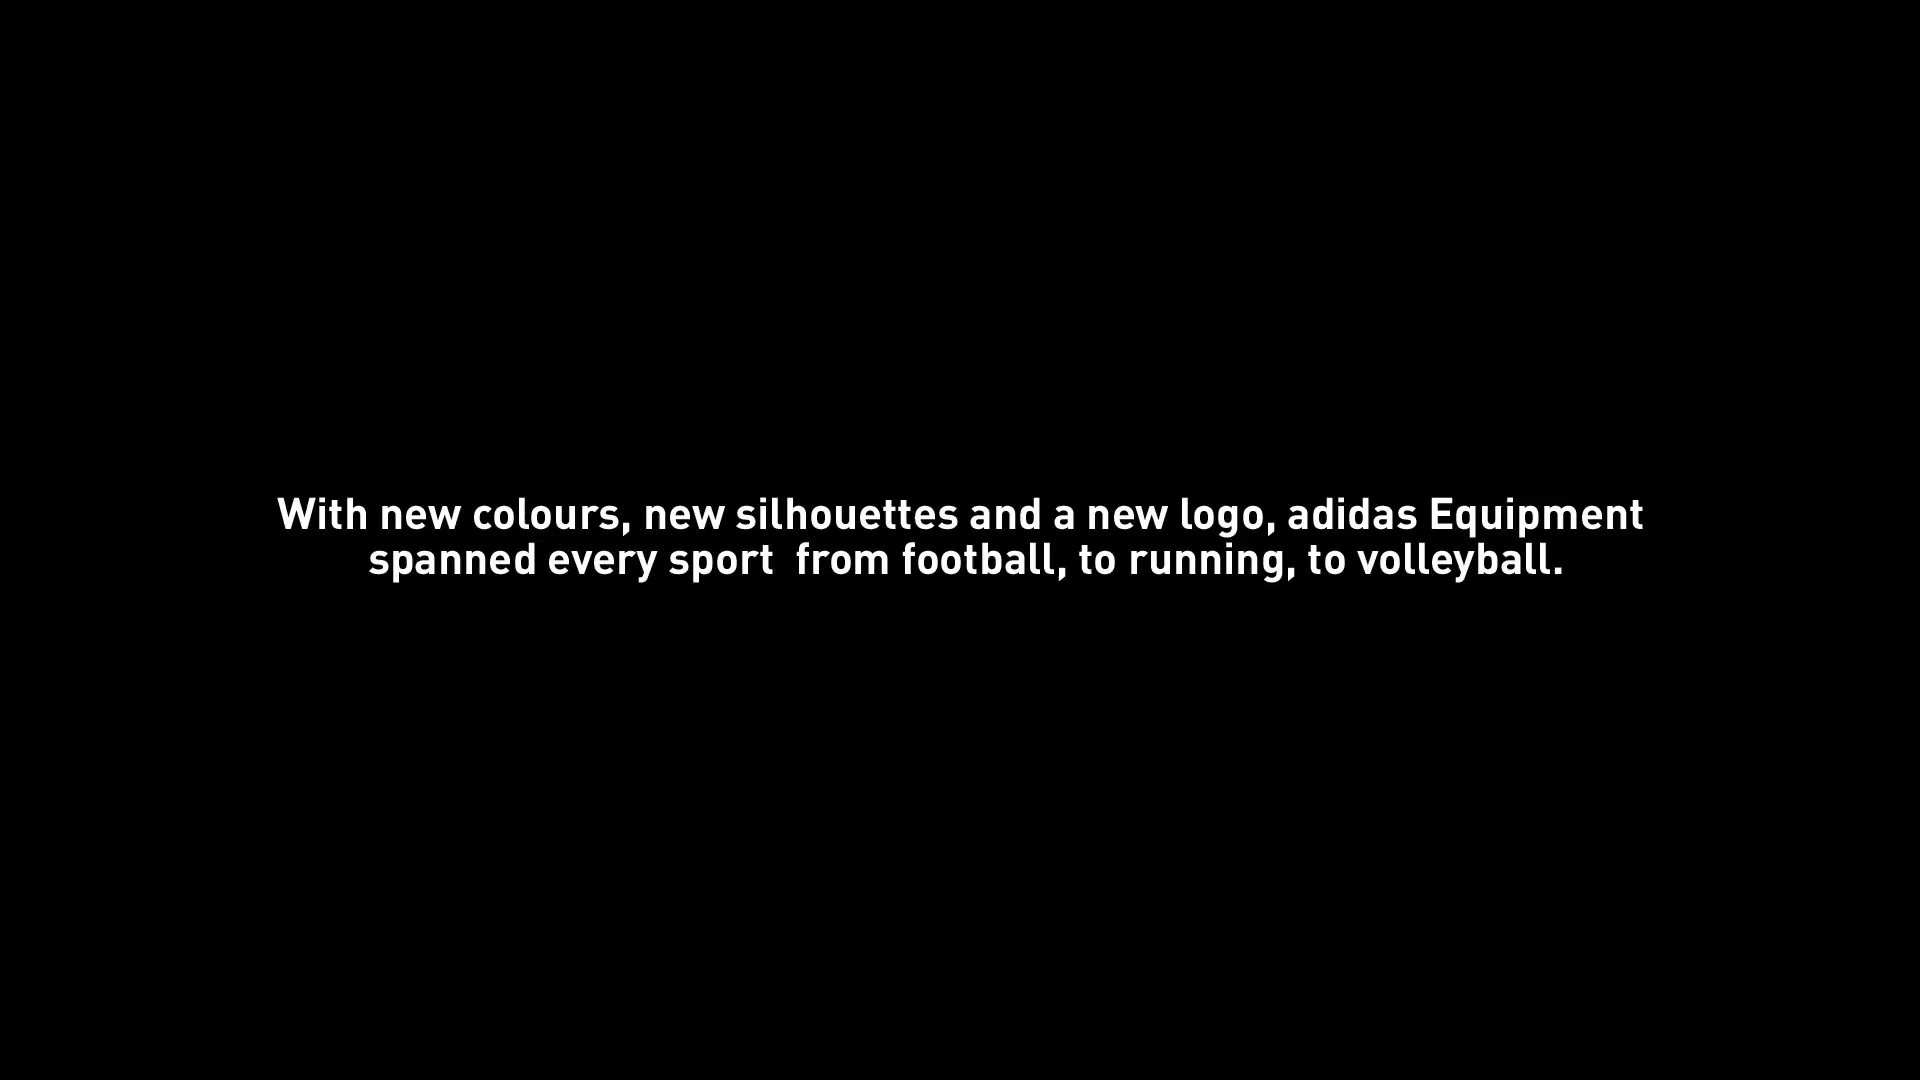 With new colours, new silhouettes and a new logo, adidas Equipment
spanned every sport  from football, to running, to volleyball.